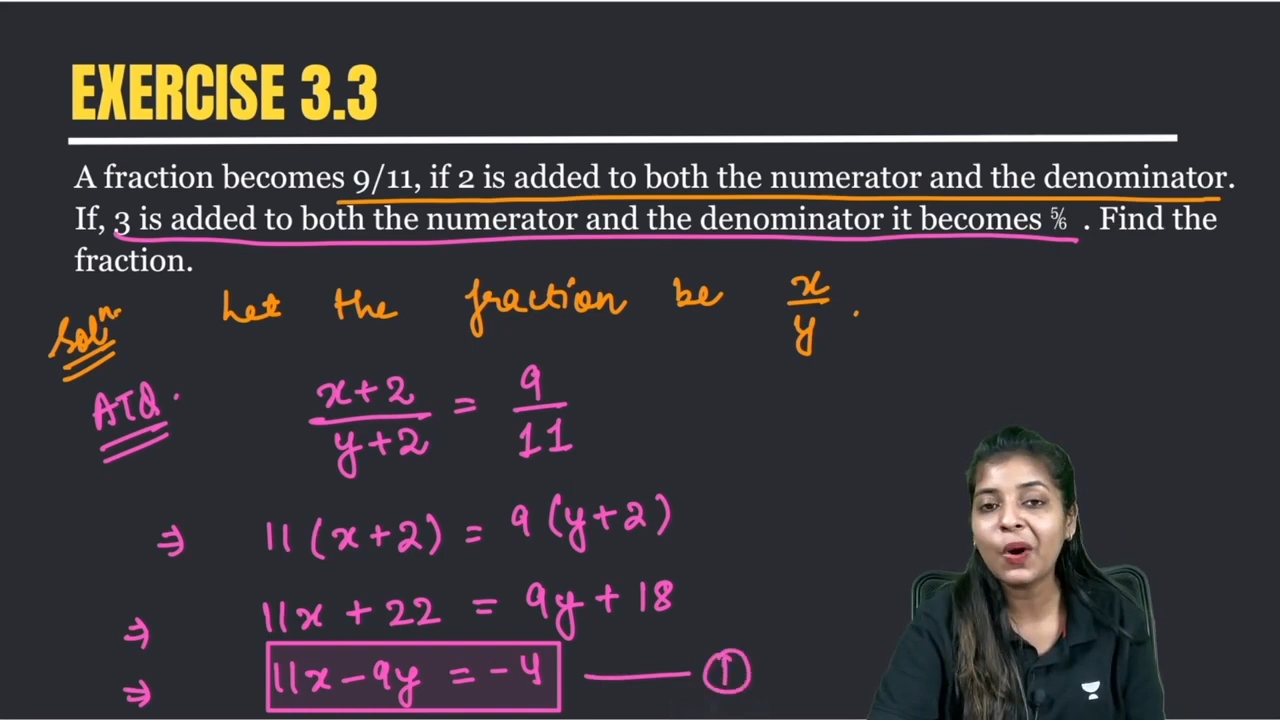 EXERCISE 3.3
A fraction becomes 9/11, if 2 is added to both the numerator and the denominator.
If, 3 is added to both the numerator and the denominator it becomes ⅚ . Find the
fraction.
Solⁿ. Let the fraction be x/y.
ATQ. (x+2)/(y+2) = 9/11
⇒ 11(x+2) = 9(y+2)
⇒ 11x + 22 = 9y + 18
⇒ 11x - 9y = -4 —— ①